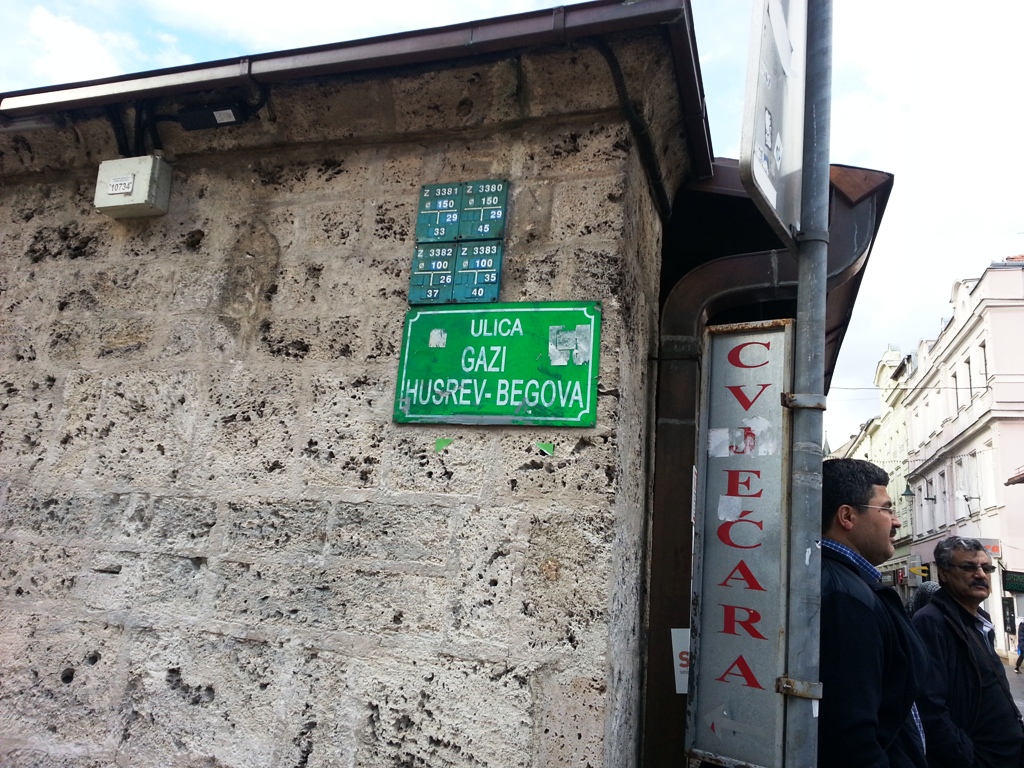 10734
Z 3381
ø 150
29
33
Z 3380
ø 150
29
45
Z 3382
ø 100
26
37
Z 3383
ø 100
35
40
ULICA
GAZI
HUSREV-BEGOVA
CVJEĆARA
S